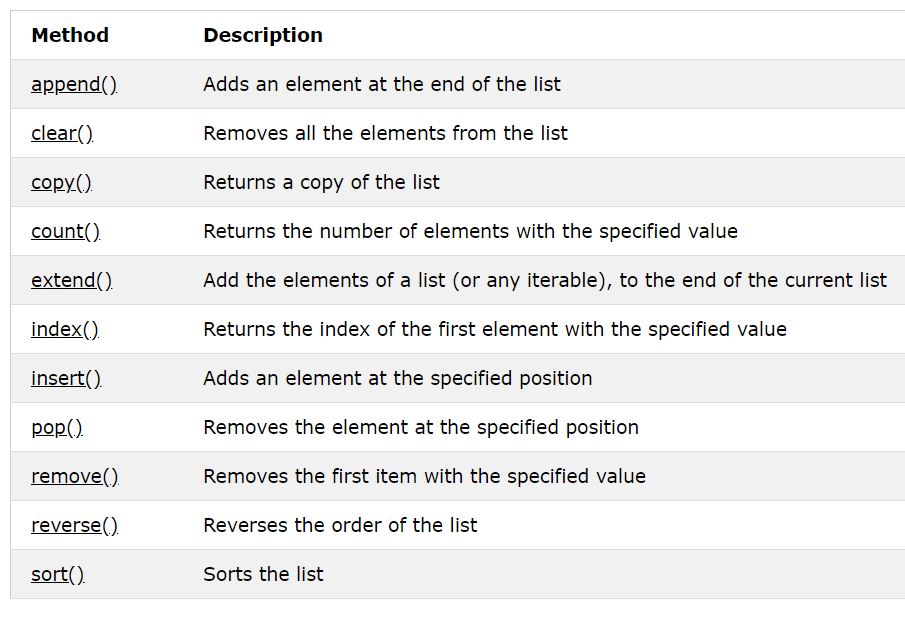 Method Description
append() Adds an element at the end of the list
clear() Removes all the elements from the list
copy() Returns a copy of the list
count() Returns the number of elements with the specified value
extend() Add the elements of a list (or any iterable), to the end of the current list
index() Returns the index of the first element with the specified value
insert() Adds an element at the specified position
pop() Removes the element at the specified position
remove() Removes the first item with the specified value
reverse() Reverses the order of the list
sort() Sorts the list